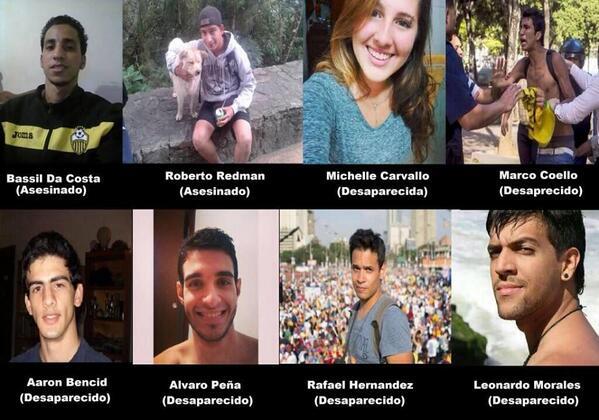 JOMA
Bassil Da Costa
(Asesinado)
Roberto Redman
(Asesinado)
Michelle Carvallo
(Desaparecida)
Marco Coello
(Desaprecido)
Aaron Bencid
(Desaparecido)
Alvaro Peña
(Desaparecido)
Rafael Hernandez
(Desaparecido)
Leonardo Morales
(Desaparecido)